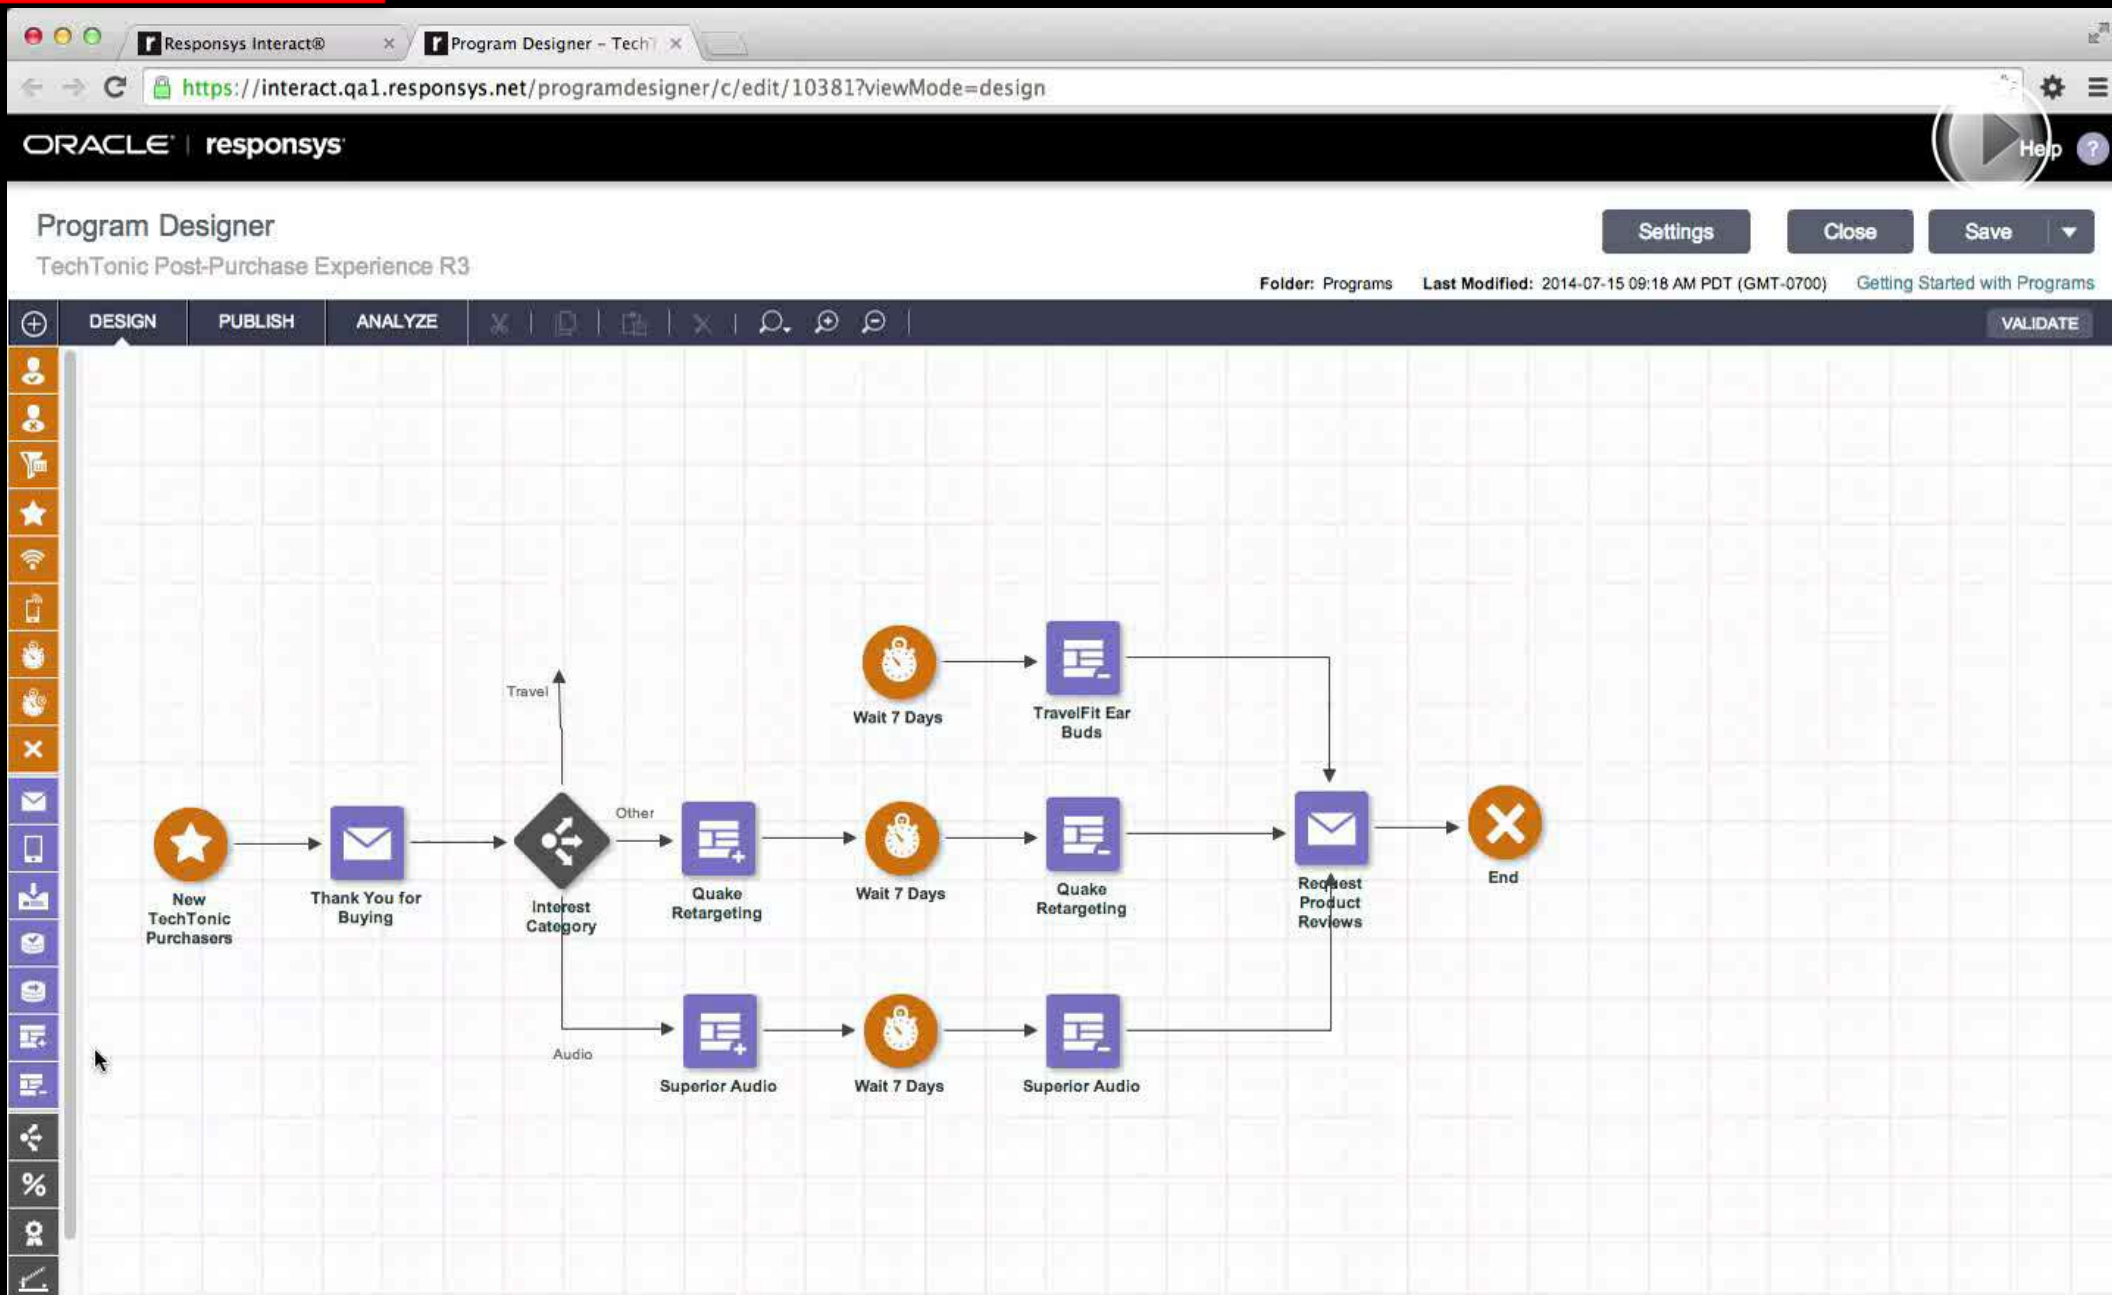 Responsys Interact®
Program Designer – Tech
https://interact.qa1.responsys.net/programdesigner/c/edit/10381?viewMode=design
ORACLE | responsys
Help ?
Program Designer
Settings
Close
Save
TechTonic Post-Purchase Experience R3
Folder: Programs
Last Modified: 2014-07-15 09:18 AM PDT (GMT-0700)
Getting Started with Programs
DESIGN
PUBLISH
ANALYZE
VALIDATE
Travel
Wait 7 Days
TravelFit Ear
Buds
Other
New
TechTonic
Purchasers
Thank You for
Buying
Interest
Category
Quake
Retargeting
Wait 7 Days
Quake
Retargeting
Request
Product
Reviews
End
Audio
Superior Audio
Wait 7 Days
Superior Audio
%